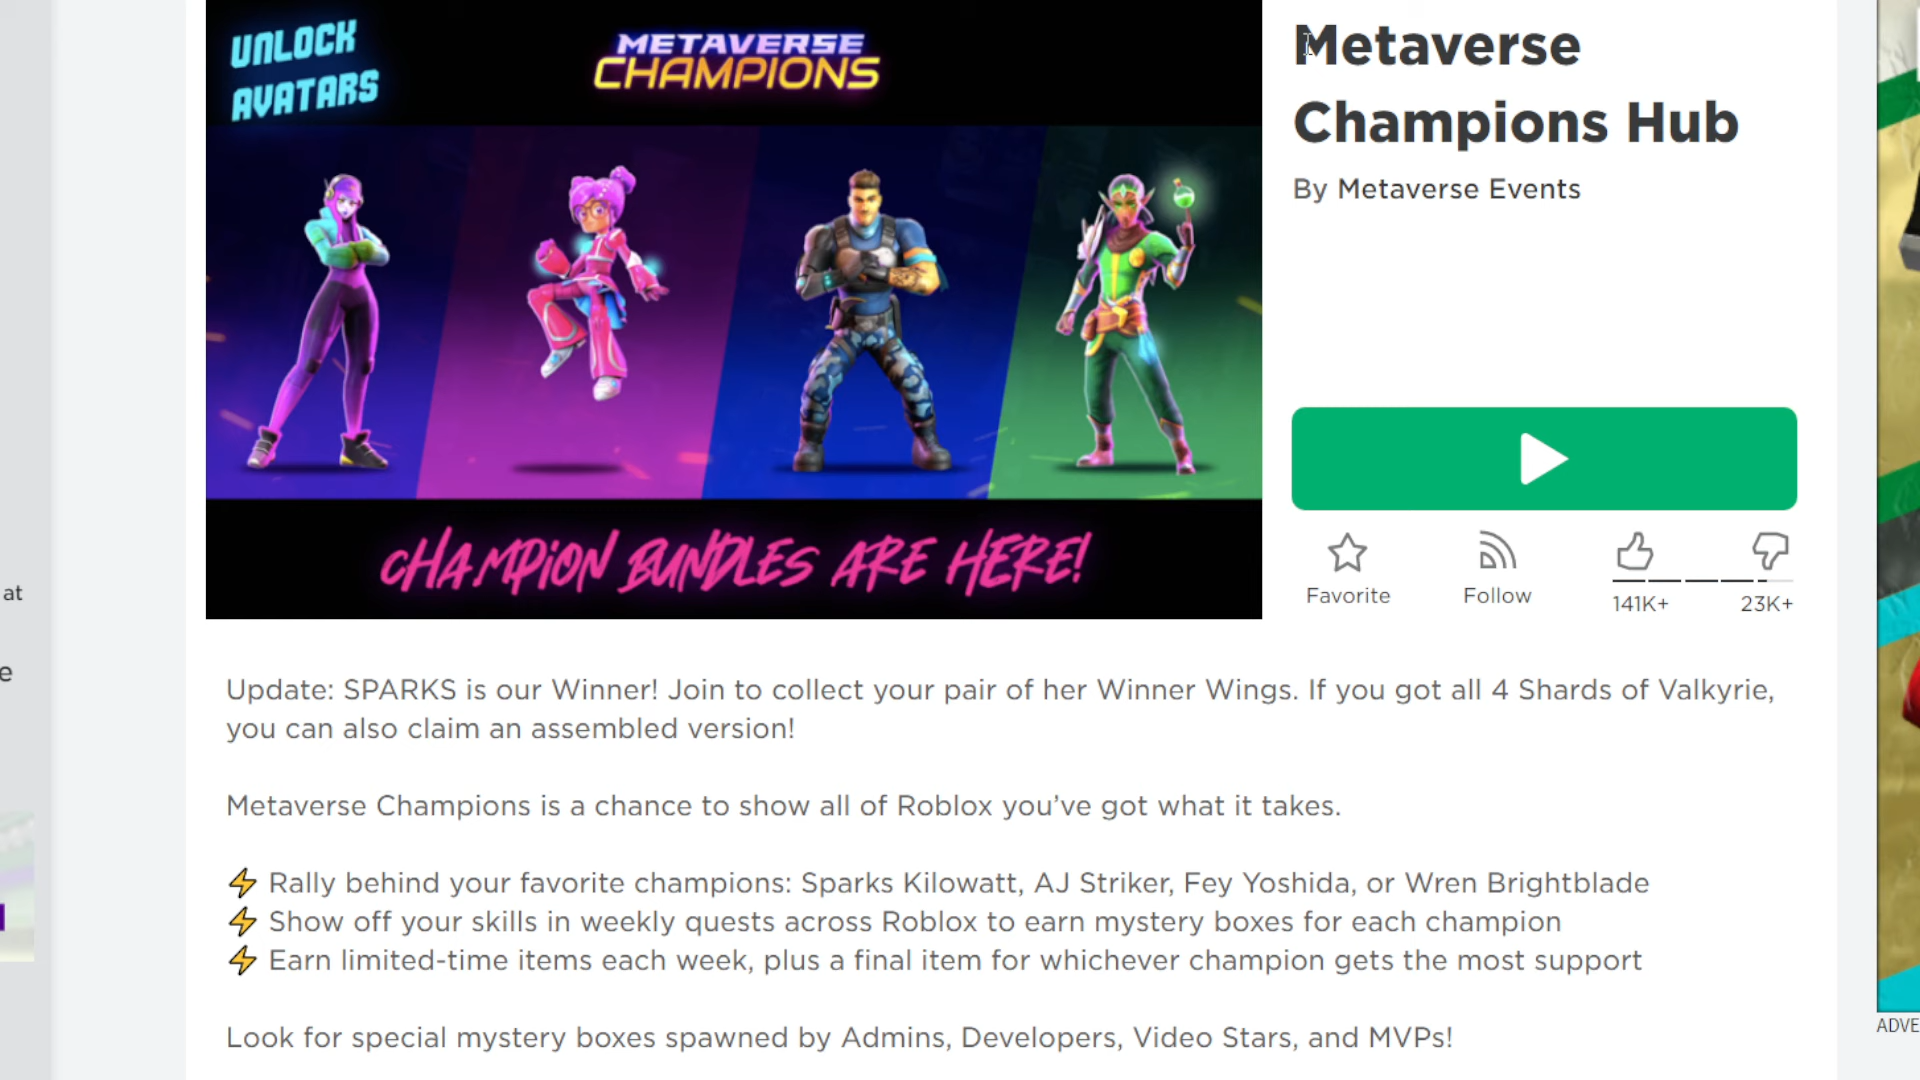 UNLOCK
AVATARS
METAVERSE
CHAMPIONS
CHAMPION BUNDLES ARE HERE!
Metaverse
Champions Hub
By Metaverse Events
Favorite
Follow
141K+
23K+
Update: SPARKS is our Winner! Join to collect your pair of her Winner Wings. If you got all 4 Shards of Valkyrie,
you can also claim an assembled version!
Metaverse Champions is a chance to show all of Roblox you’ve got what it takes.
⚡ Rally behind your favorite champions: Sparks Kilowatt, AJ Striker, Fey Yoshida, or Wren Brightblade
⚡ Show off your skills in weekly quests across Roblox to earn mystery boxes for each champion
⚡ Earn limited-time items each week, plus a final item for whichever champion gets the most support
Look for special mystery boxes spawned by Admins, Developers, Video Stars, and MVPs!
at
e
ADVE